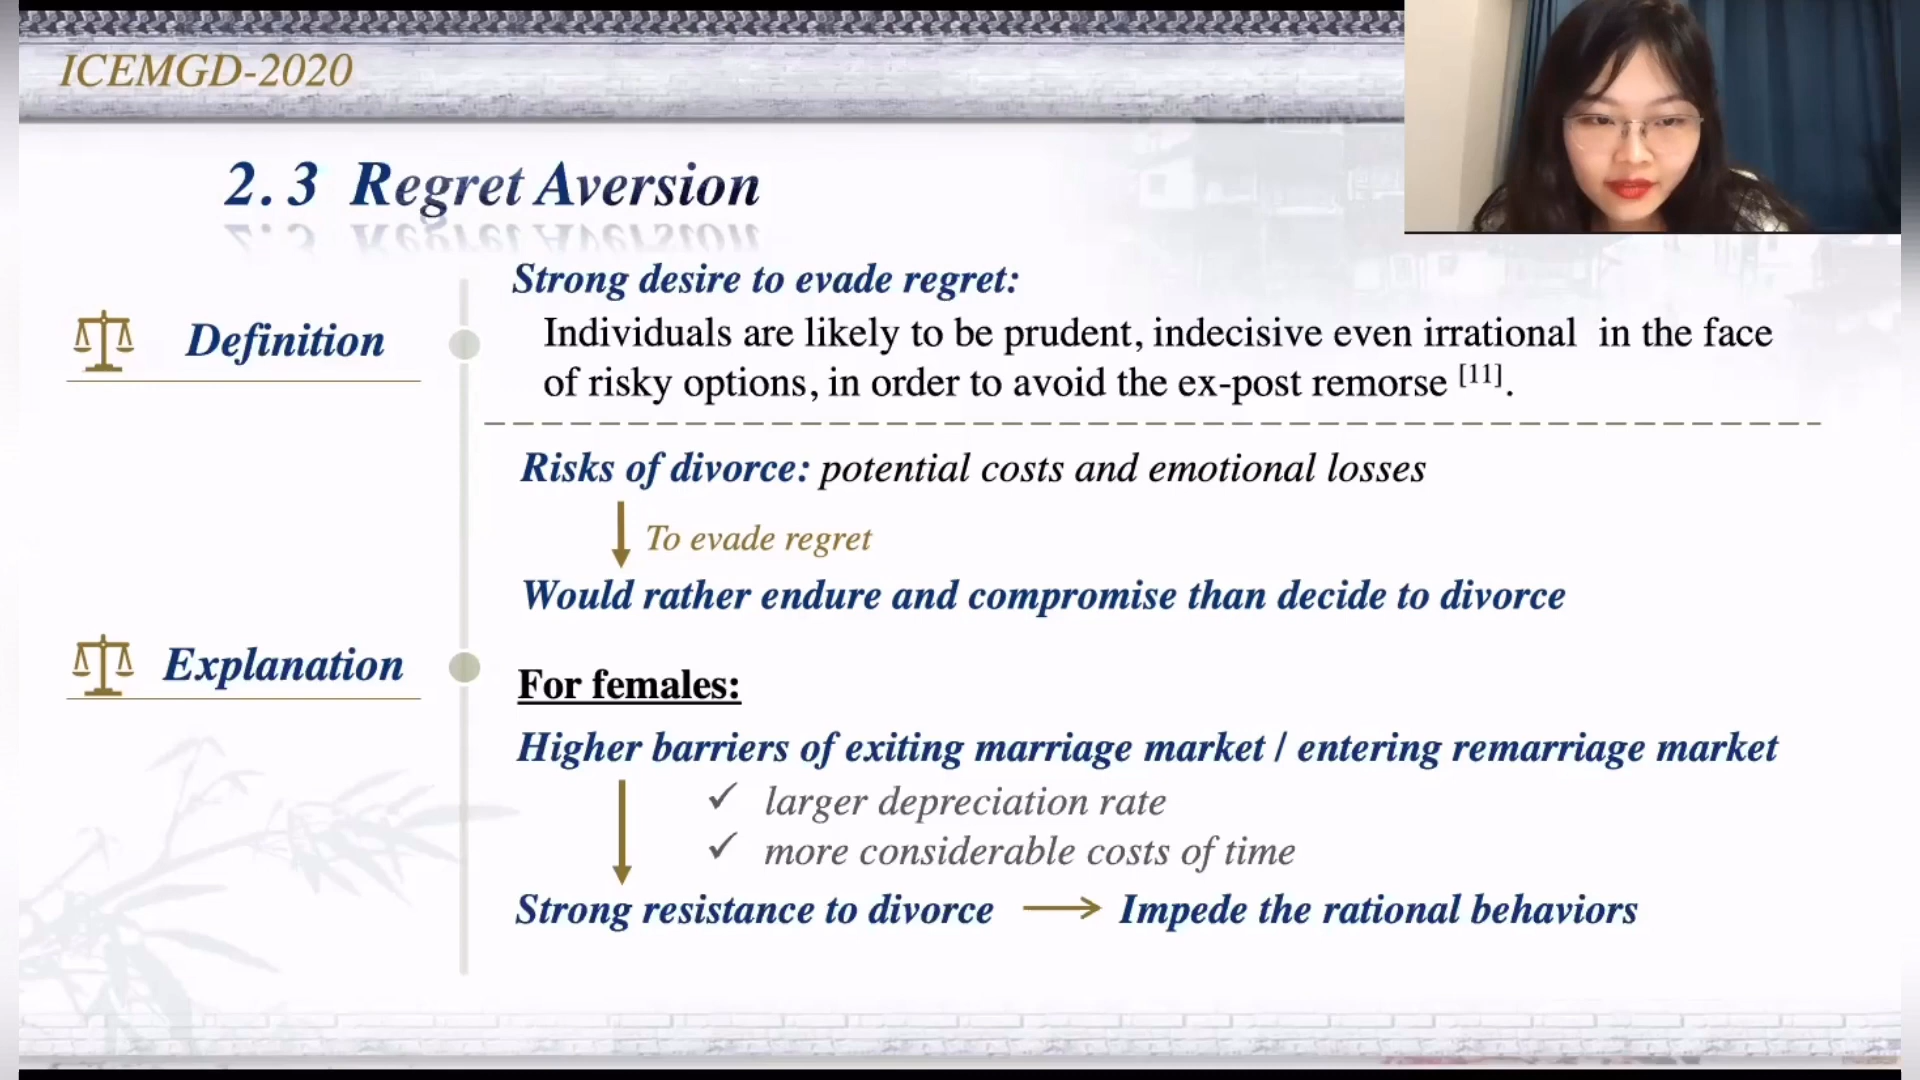 ICEMGD-2020
2.3 Regret Aversion
Definition
Strong desire to evade regret:
Individuals are likely to be prudent, indecisive even irrational in the face
of risky options, in order to avoid the ex-post remorse [11].
Risks of divorce: potential costs and emotional losses
To evade regret
Would rather endure and compromise than decide to divorce
Explanation
For females:
Higher barriers of exiting marriage market / entering remarriage market
✓ larger depreciation rate
✓ more considerable costs of time
Strong resistance to divorce → Impede the rational behaviors